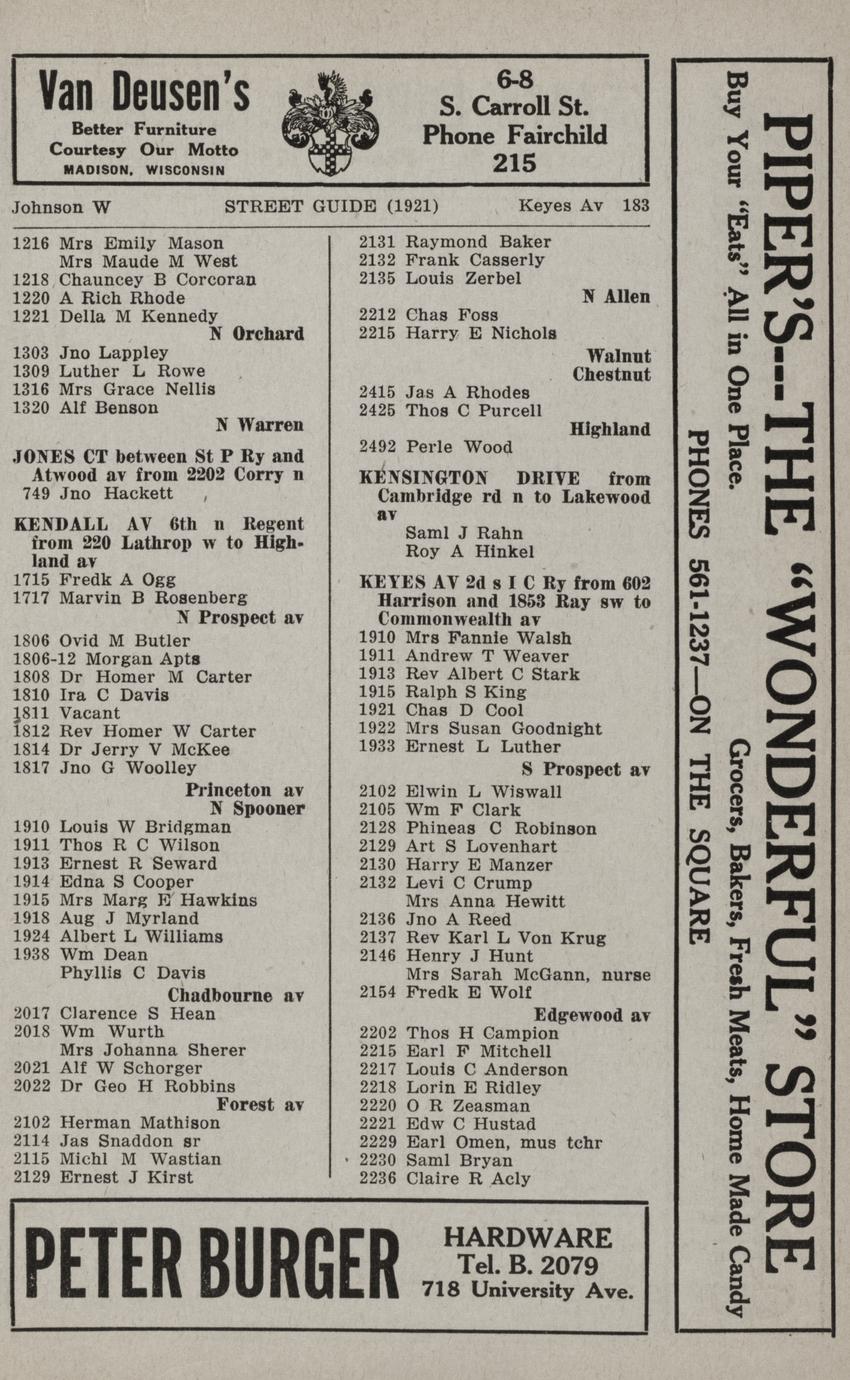 Van Deusen's
Better Furniture
Courtesy Our Motto
MADISON, WISCONSIN
6-8
S. Carroll St.
Phone Fairchild
215
Johnson W STREET GUIDE (1921) Keyes Av 183
1216 Mrs Emily Mason
Mrs Maude M West
1218 Chauncey B Corcoran
1220 A Rich Rhode
1221 Della M Kennedy
N Orchard
1303 Jno Lappley
1309 Luther L Rowe
1316 Mrs Grace Nellis
1320 Alf Benson
N Warren
JONES CT between St P Ry and
Atwood av from 2202 Corry n
749 Jno Hackett
KENDALL AV 6th n Regent
from 220 Lathrop w to High-
land av
1715 Fredk A Ogg
1717 Marvin B Rosenberg
N Prospect av
1806 Ovid M Butler
1806-12 Morgan Apts
1808 Dr Homer M Carter
1810 Ira C Davis
1811 Vacant
1812 Rev Homer W Carter
1814 Dr Jerry V McKee
1817 Jno G Woolley
Princeton av
N Spooner
1910 Louis W Bridgman
1911 Thos R C Wilson
1913 Ernest R Seward
1914 Edna S Cooper
1915 Mrs Marg E Hawkins
1918 Aug J Myrland
1924 Albert L Williams
1938 Wm Dean
Phyllis C Davis
Chadbourne av
2017 Clarence S Hean
2018 Wm Wurth
Mrs Johanna Sherer
2021 Alf W Schorger
2022 Dr Geo H Robbins
Forest av
2102 Herman Mathison
2114 Jas Snaddon sr
2115 Michl M Wastian
2129 Ernest J Kirst
2131 Raymond Baker
2132 Frank Casserly
2135 Louis Zerbel
N Allen
2212 Chas Foss
2215 Harry E Nichols
Walnut
Chestnut
2415 Jas A Rhodes
2425 Thos C Purcell
Highland
2492 Perle Wood
KENSINGTON DRIVE from
Cambridge rd n to Lakewood
av
Saml J Rahn
Roy A Hinkel
KEYES AV 2d s I C Ry from 602
Harrison and 1853 Ray sw to
Commonwealth av
1910 Mrs Fannie Walsh
1911 Andrew T Weaver
1913 Rev Albert C Stark
1915 Ralph S King
1921 Chas D Cool
1922 Mrs Susan Goodnight
1933 Ernest L Luther
S Prospect av
2102 Elwin L Wiswall
2105 Wm F Clark
2128 Phineas C Robinson
2129 Art S Lovenhart
2130 Harry E Manzer
2132 Levi C Crump
Mrs Anna Hewitt
2136 Jno A Reed
2137 Rev Karl L Von Krug
2146 Henry J Hunt
Mrs Sarah McGann, nurse
2154 Fredk E Wolf
Edgewood av
2202 Thos H Campion
2215 Earl F Mitchell
2217 Louis C Anderson
2218 Lorin E Ridley
2220 O R Zeasman
2221 Edw C Hustad
2229 Earl Omen, mus tchr
2230 Saml Bryan
2236 Claire R Acly
PETER BURGER
HARDWARE
Tel. B. 2079
718 University Ave.
PIPER'S---THE "WONDERFUL" STORE
Buy Your "Eats" All in One Place. Grocers, Bakers, Fresh Meats, Home Made Candy
PHONES 561-1237—ON THE SQUARE